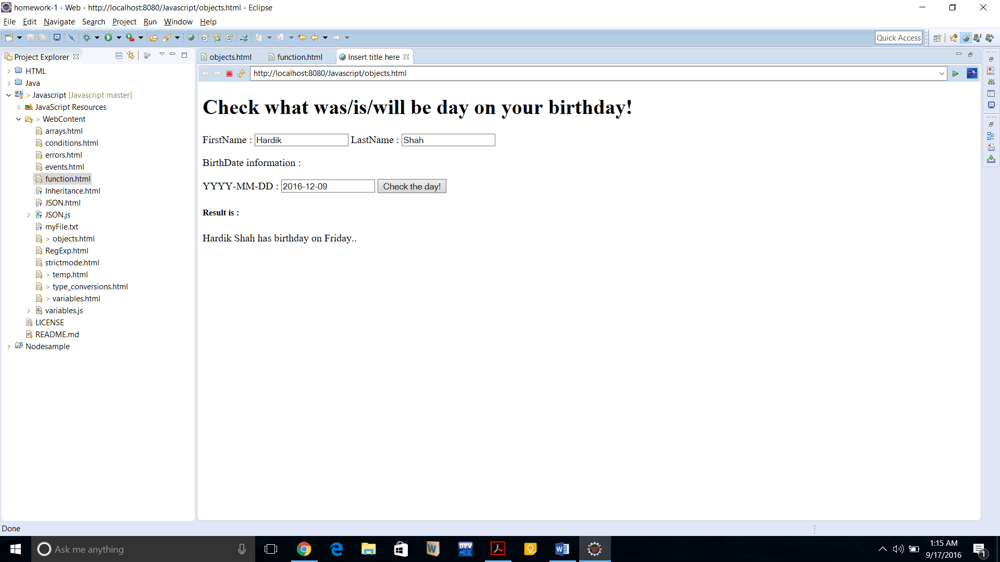 homework-1 - Web - http://localhost:8080/Javascript/objects.html - Eclipse
File Edit Navigate Search Project Run Window Help
Quick Access
Project Explorer
HTML
Java
> Javascript [Javascript master]
JavaScript Resources
> WebContent
arrays.html
conditions.html
errors.html
events.html
function.html
Inheritance.html
JSON.html
JSON.js
myFile.txt
> objects.html
RegExp.html
strictmode.html
> temp.html
> type_conversions.html
> variables.html
variables.js
LICENSE
README.md
Nodesample
objects.html function.html Insert title here
http://localhost:8080/Javascript/objects.html
Check what was/is/will be day on your birthday!
FirstName : Hardik LastName : Shah
BirthDate information :
YYYY-MM-DD : 2016-12-09 Check the day!
Result is :
Hardik Shah has birthday on Friday..
Done
Ask me anything
DEV
1:15 AM
9/17/2016
1